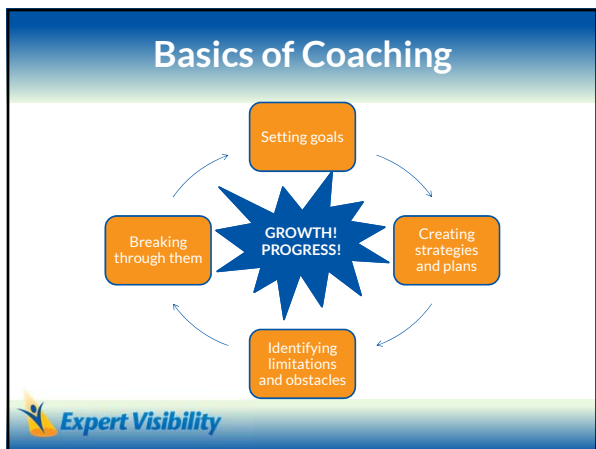 Basics of Coaching
Setting goals
GROWTH!
PROGRESS!
Breaking
through them
Creating
strategies
and plans
Identifying
limitations
and obstacles
Expert Visibility